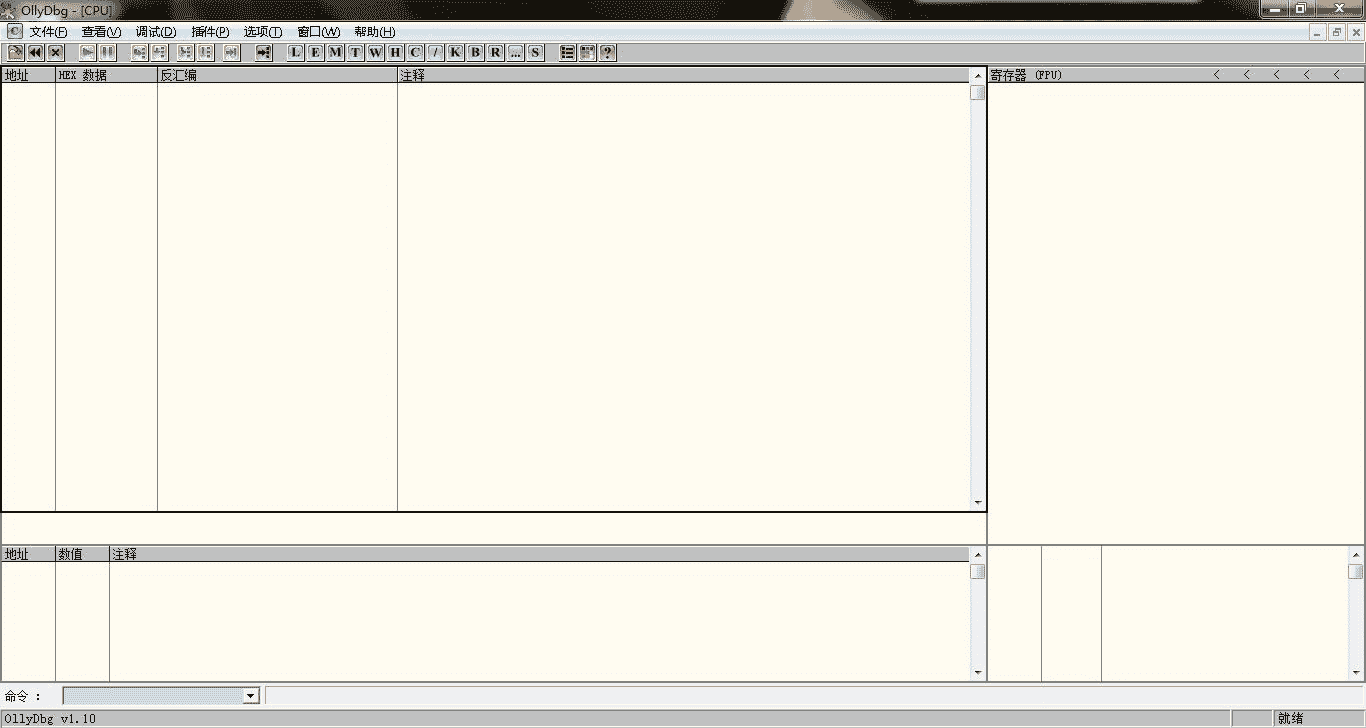 OllyDbg - [CPU]
C 文件(F) 查看(V) 调试(D) 插件(P) 选项(T) 窗口(W) 帮助(H)
L E M T W H C / K B R ... S ?
地址 HEX 数据 反汇编 注释 寄存器 (FPU) < < < < <
地址 数值 注释
命令 :
OllyDbg v1.10 就绪